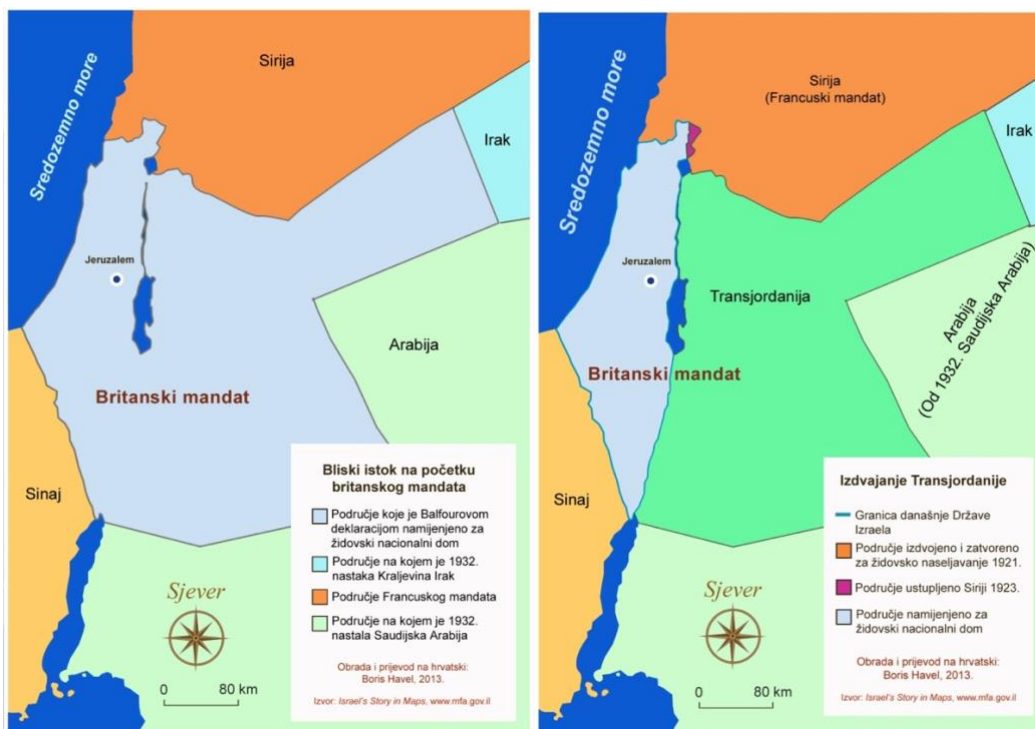 Sredozemno more
Sirija
Irak
Jeruzalem
Arabija
Britanski mandat
Sinaj
Bliski istok na početku
britanskog mandata
Područje koje je Balfourovom
deklaracijom namijenjeno za
židovski nacionalni dom
Područje na kojem je 1932.
nastaka Kraljevina Irak
Područje Francuskog mandata
Područje na kojem je 1932.
nastala Saudijska Arabija
Obrada i prijevod na hrvatski:
Boris Havel, 2013.
Izvor: Israel's Story in Maps, www.mfa.gov.il
Sjever
0 80 km
Sredozemno more
Sirija
(Francuski mandat)
Irak
Jeruzalem
Transjordanija
Arabija
(Od 1932. Saudijska Arabija)
Britanski mandat
Sinaj
Izdvajanje Transjordanije
Granica današnje Države
Izraela
Područje izdvojeno i zatvoreno
za židovsko naseljavanje 1921.
Područje ustupljeno Siriji 1923.
Područje namijenjeno za
židovski nacionalni dom
Obrada i prijevod na hrvatski:
Boris Havel, 2013.
Izvor: Israel's Story in Maps, www.mfa.gov.il
Sjever
0 80 km